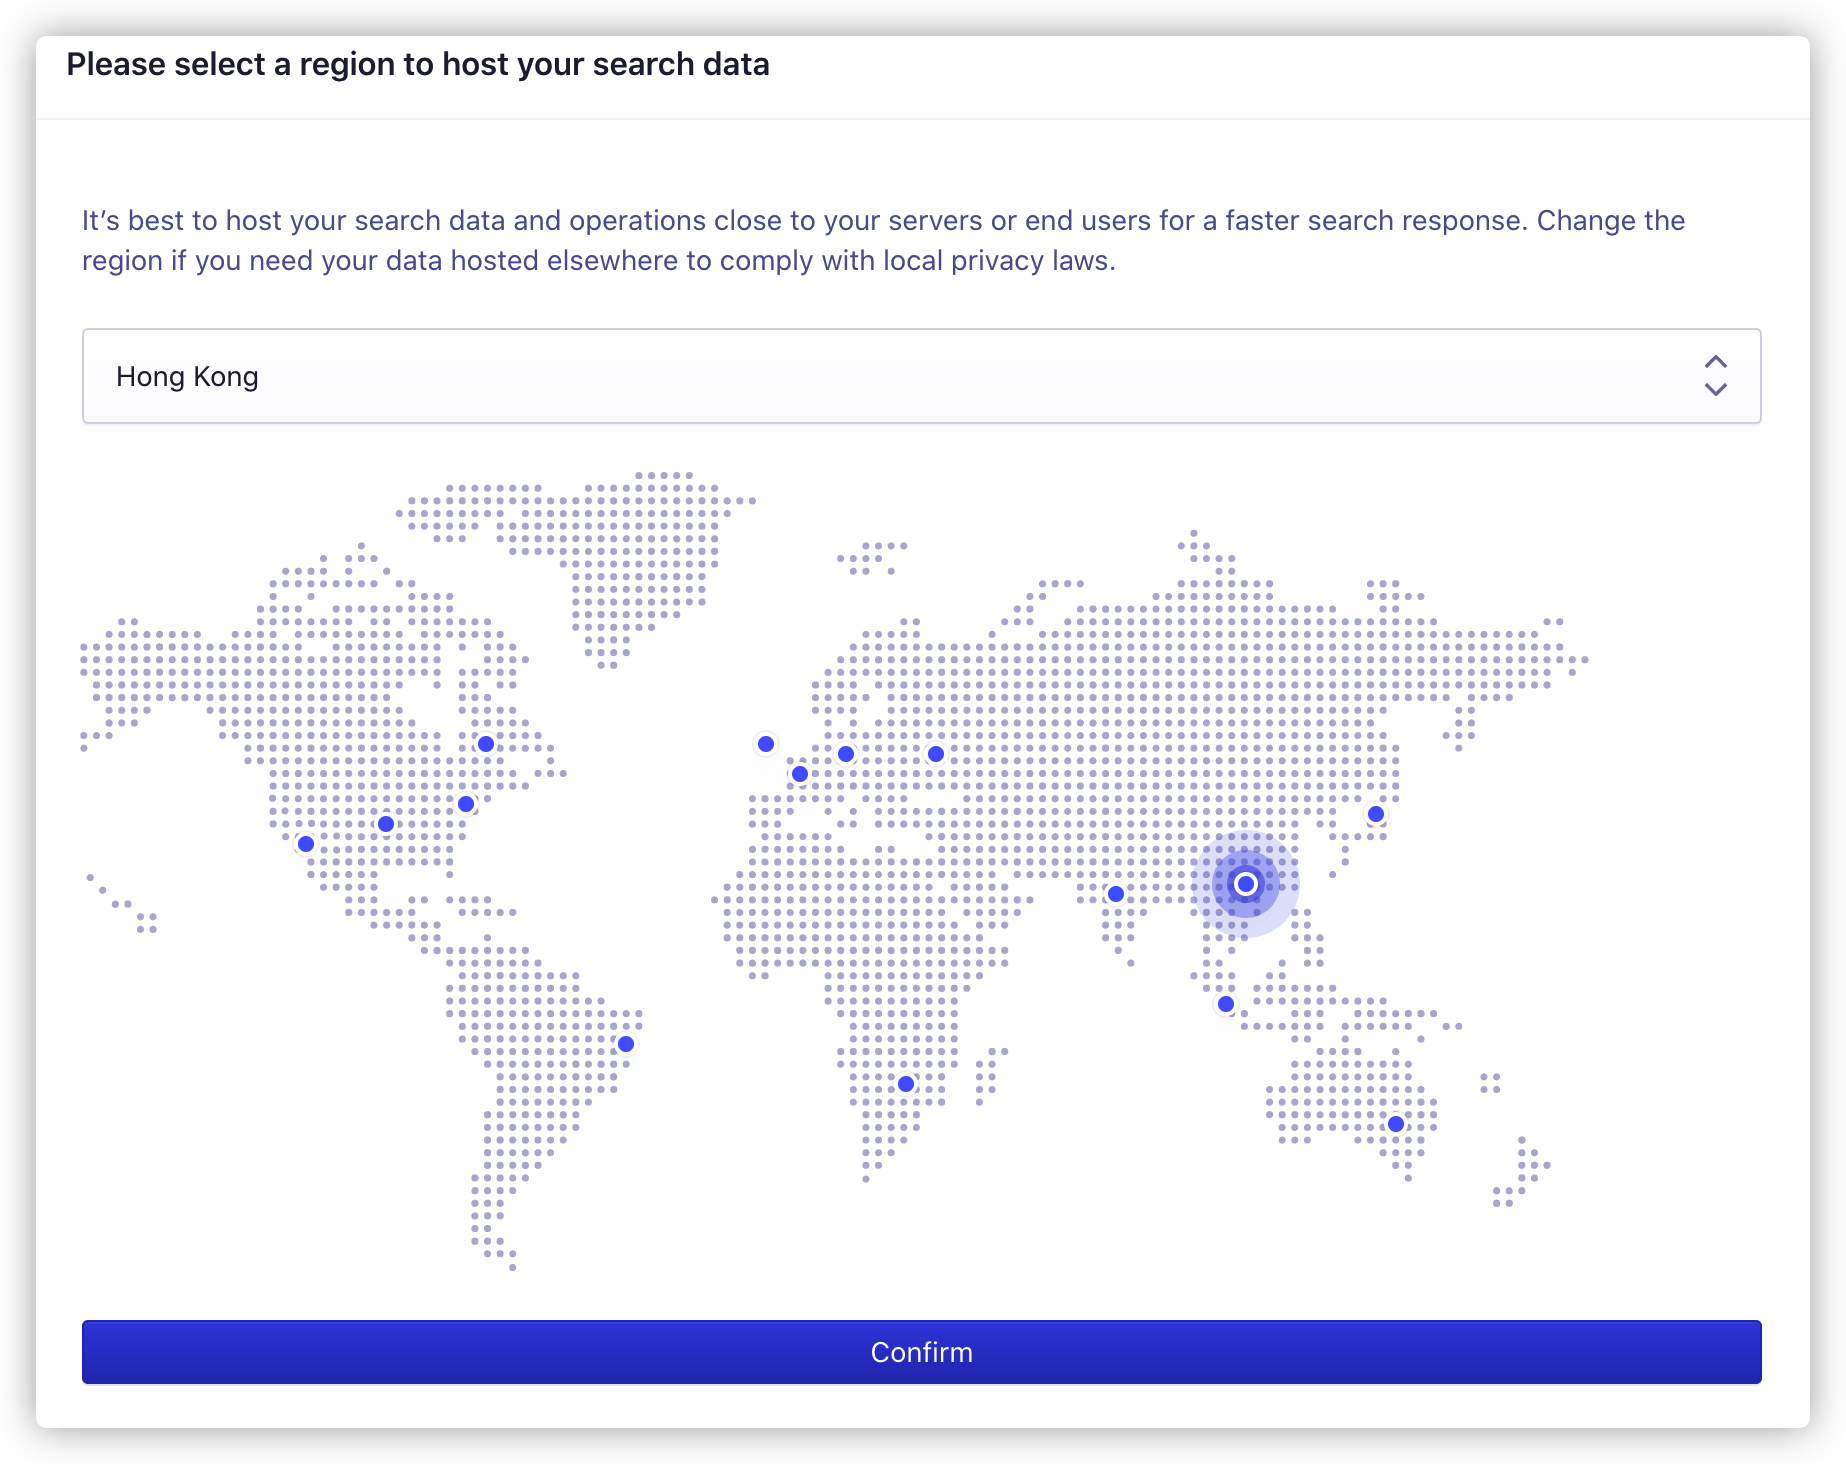 Please select a region to host your search data
It’s best to host your search data and operations close to your servers or end users for a faster search response. Change the
region if you need your data hosted elsewhere to comply with local privacy laws.
Hong Kong
Confirm